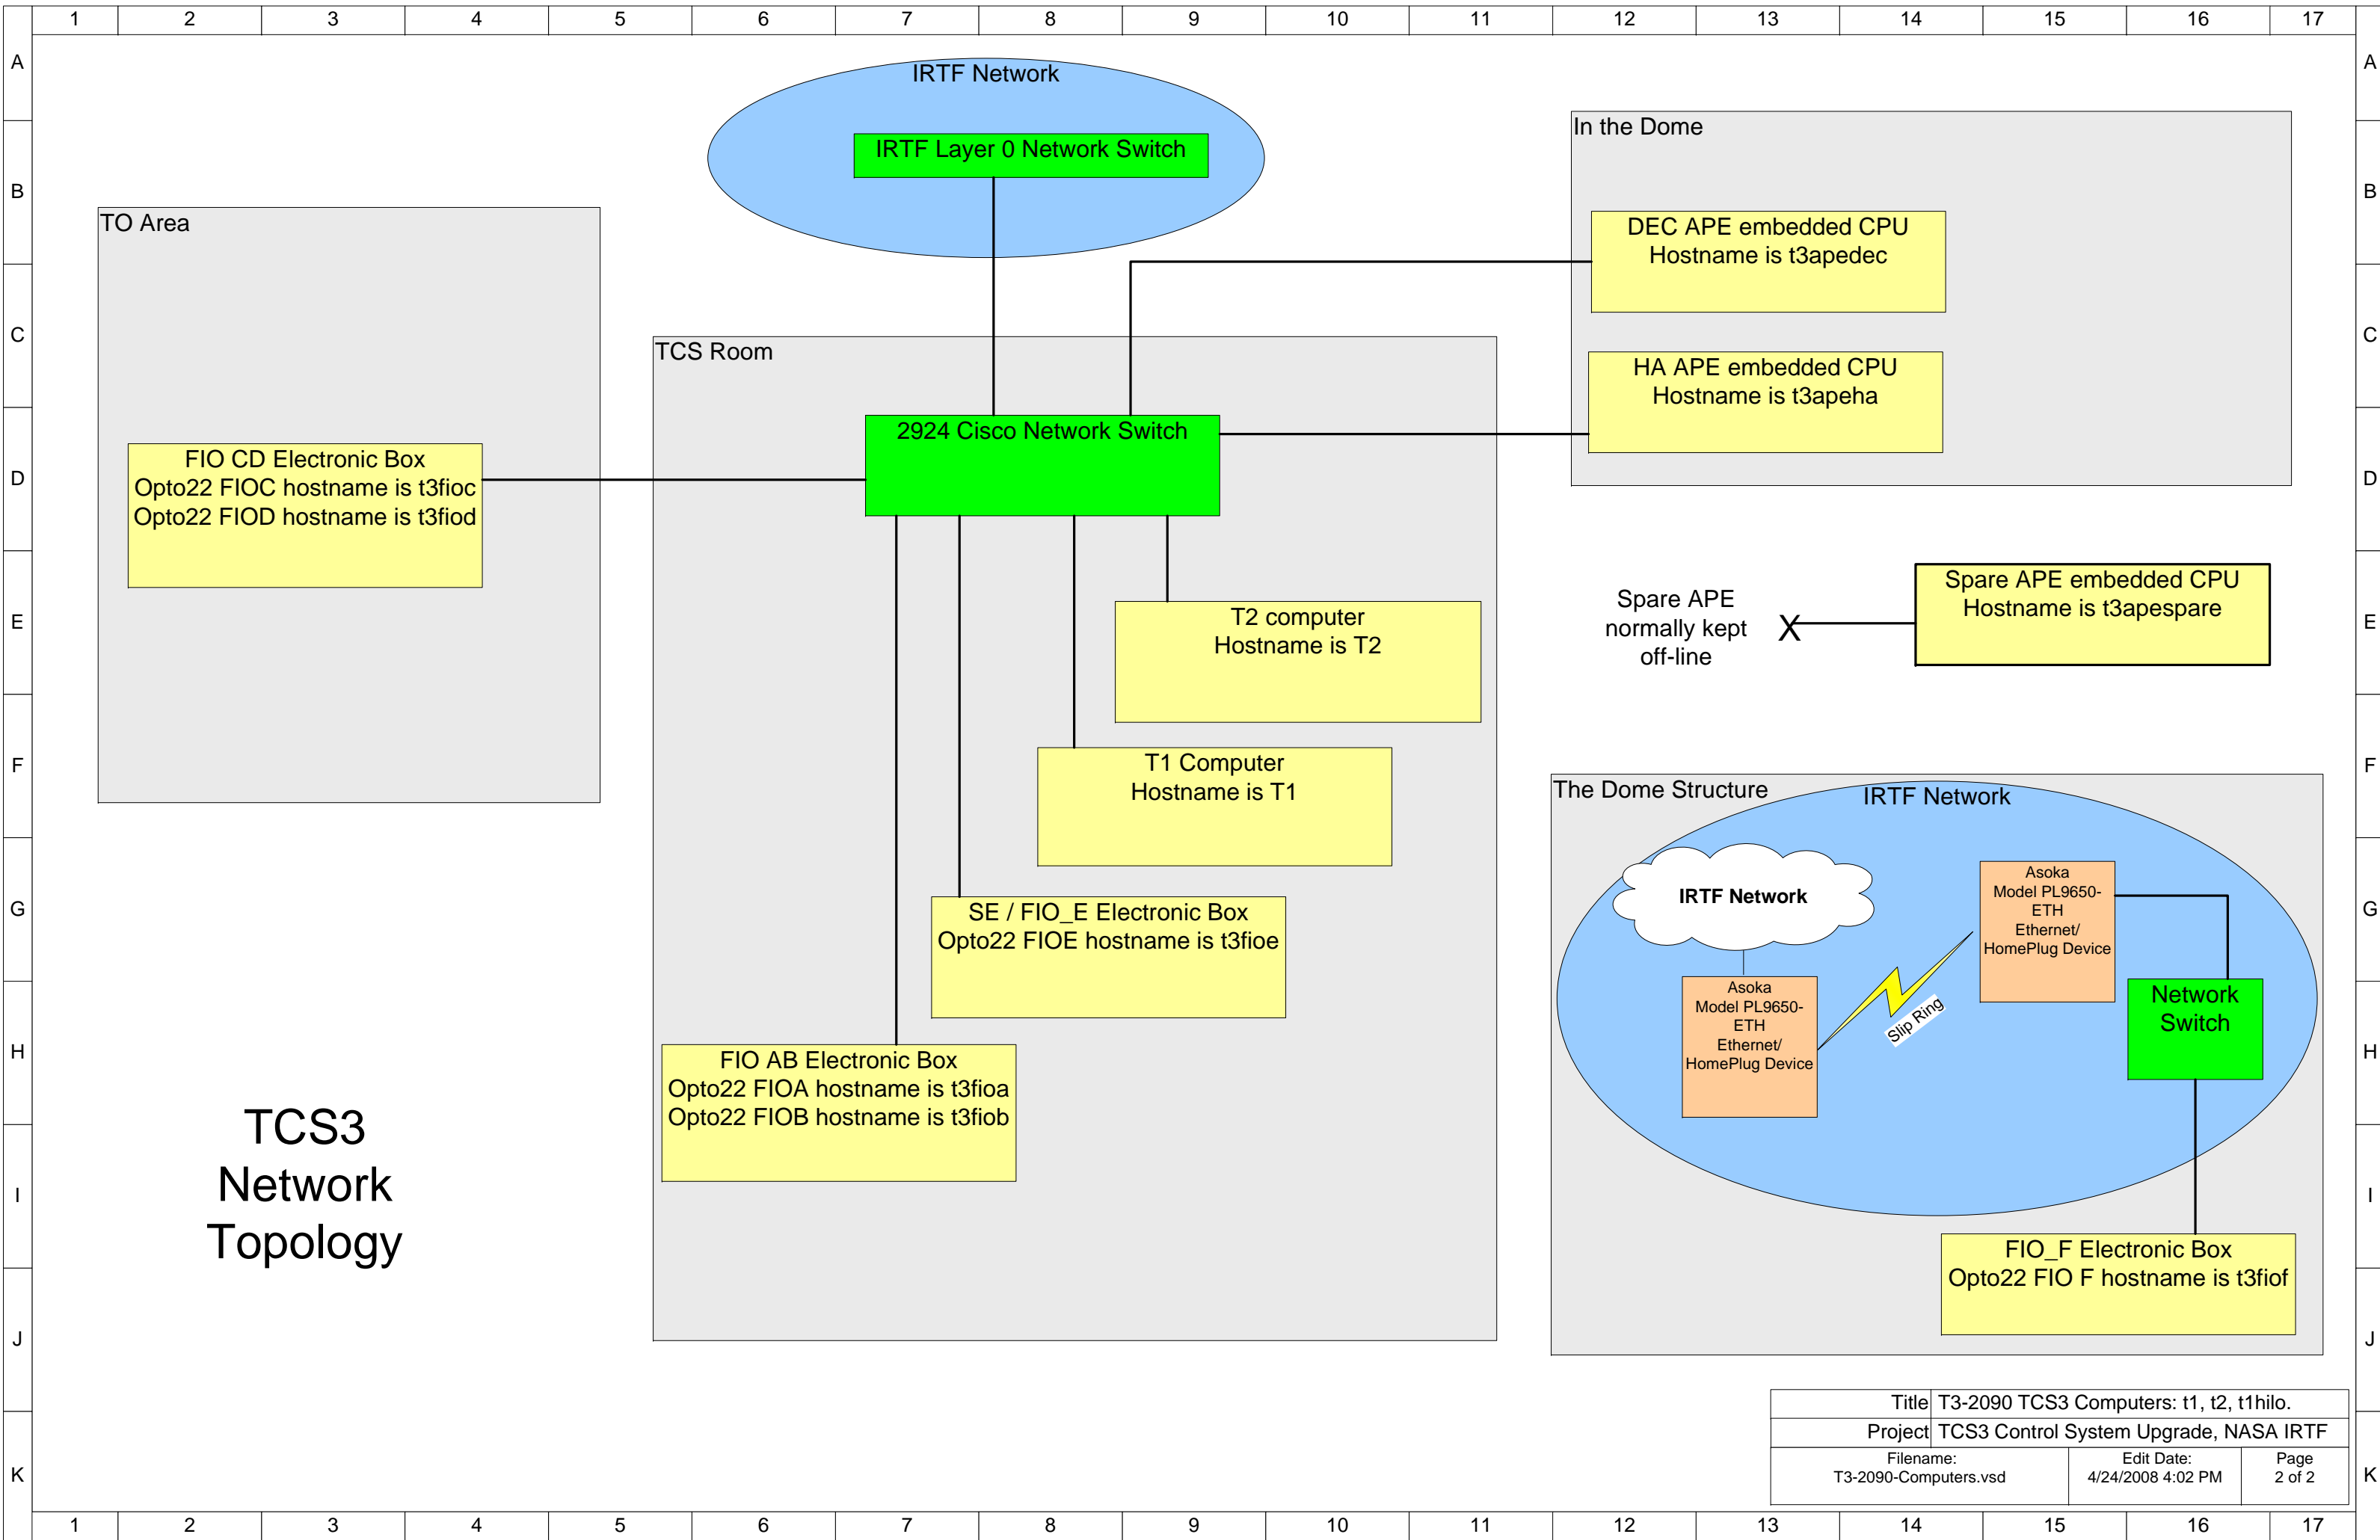 1 2 3 4 5 6 7 8 9 10 11 12 13 14 15 16 17
A A
B B
C C
D D
E E
F F
G G
H H
I I
J J
K K
IRTF Network
IRTF Layer 0 Network Switch
In the Dome
DEC APE embedded CPU
Hostname is t3apedec
HA APE embedded CPU
Hostname is t3apeha
TO Area
FIO CD Electronic Box
Opto22 FIOC hostname is t3fioc
Opto22 FIOD hostname is t3fiod
TCS Room
2924 Cisco Network Switch
T2 computer
Hostname is T2
T1 Computer
Hostname is T1
SE / FIO_E Electronic Box
Opto22 FIOE hostname is t3fioe
FIO AB Electronic Box
Opto22 FIOA hostname is t3fioa
Opto22 FIOB hostname is t3fiob
Spare APE
normally kept
off-line
X
Spare APE embedded CPU
Hostname is t3apespare
The Dome Structure
IRTF Network
IRTF Network
Asoka
Model PL9650-
ETH
Ethernet/
HomePlug Device
Slip Ring
Asoka
Model PL9650-
ETH
Ethernet/
HomePlug Device
Network
Switch
FIO_F Electronic Box
Opto22 FIO F hostname is t3fiof
TCS3
Network
Topology
Title T3-2090 TCS3 Computers: t1, t2, t1hilo.
Project TCS3 Control System Upgrade, NASA IRTF
Filename:
T3-2090-Computers.vsd
Edit Date:
4/24/2008 4:02 PM
Page
2 of 2
1 2 3 4 5 6 7 8 9 10 11 12 13 14 15 16 17